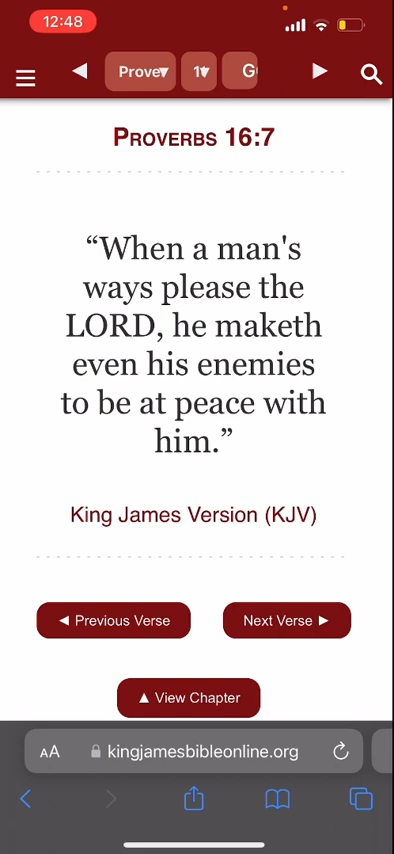 12:48
Prove
1
G
PROVERBS 16:7
“When a man's
ways please the
LORD, he maketh
even his enemies
to be at peace with
him.”
King James Version (KJV)
◄ Previous Verse
Next Verse ►
▲ View Chapter
AA
kingjamesbibleonline.org